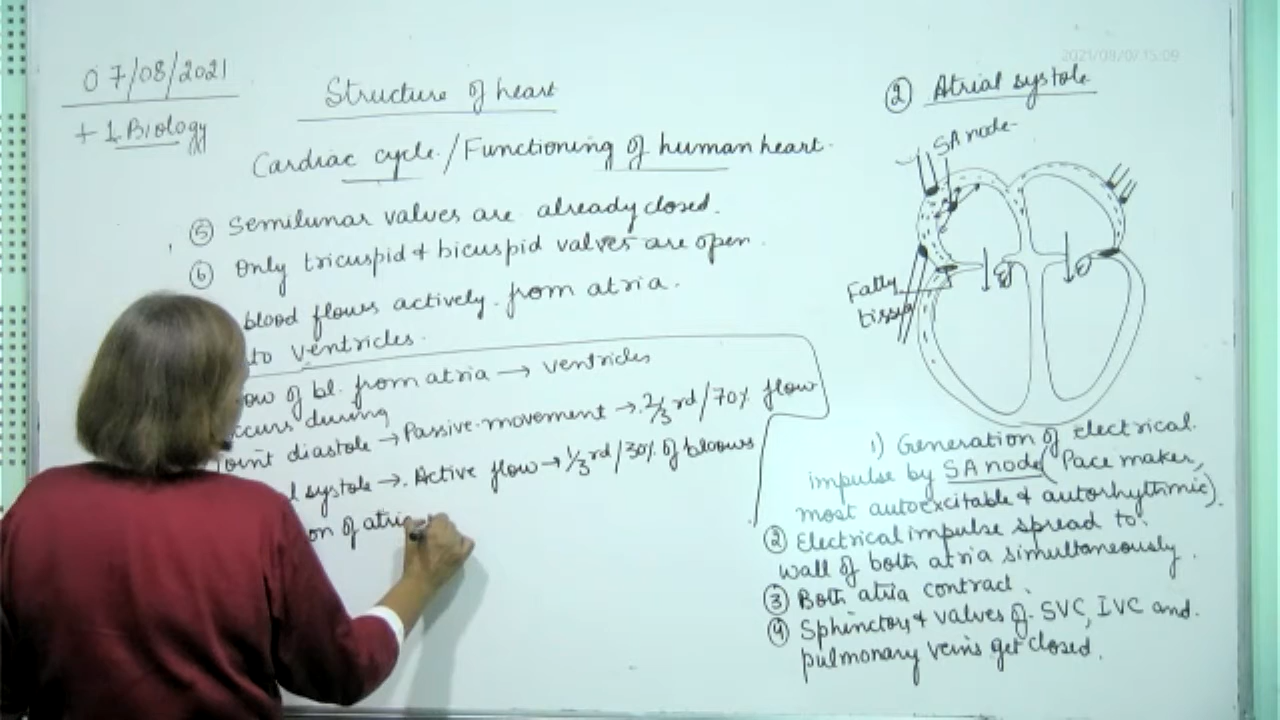 07/08/2021
+1 Biology
Structure of heart
Cardiac cycle / Functioning of human heart.
⑤ Semilunar valves are already closed.
⑥ Only tricuspid & bicuspid valves are open.
blood flows actively from atria
to ventricles.
ow of bl. from atria → ventricles
ccurs during
joint diastole → Passive movement → 2/3rd/70% flow
l systole → Active flow → 1/3rd/30% of
on of atri
2021/08/07 15:09
② Atrial systole
SA node
Fatty
tissue
1) Generation of electrical
impulse by SA node (Pace maker,
most autoexcitable & autorhythmic).
② Electrical impulse spread to
wall of both atria simultaneously.
③ Both atria contract.
④ Sphinctors & valves of SVC, IVC and
pulmonary veins get closed.